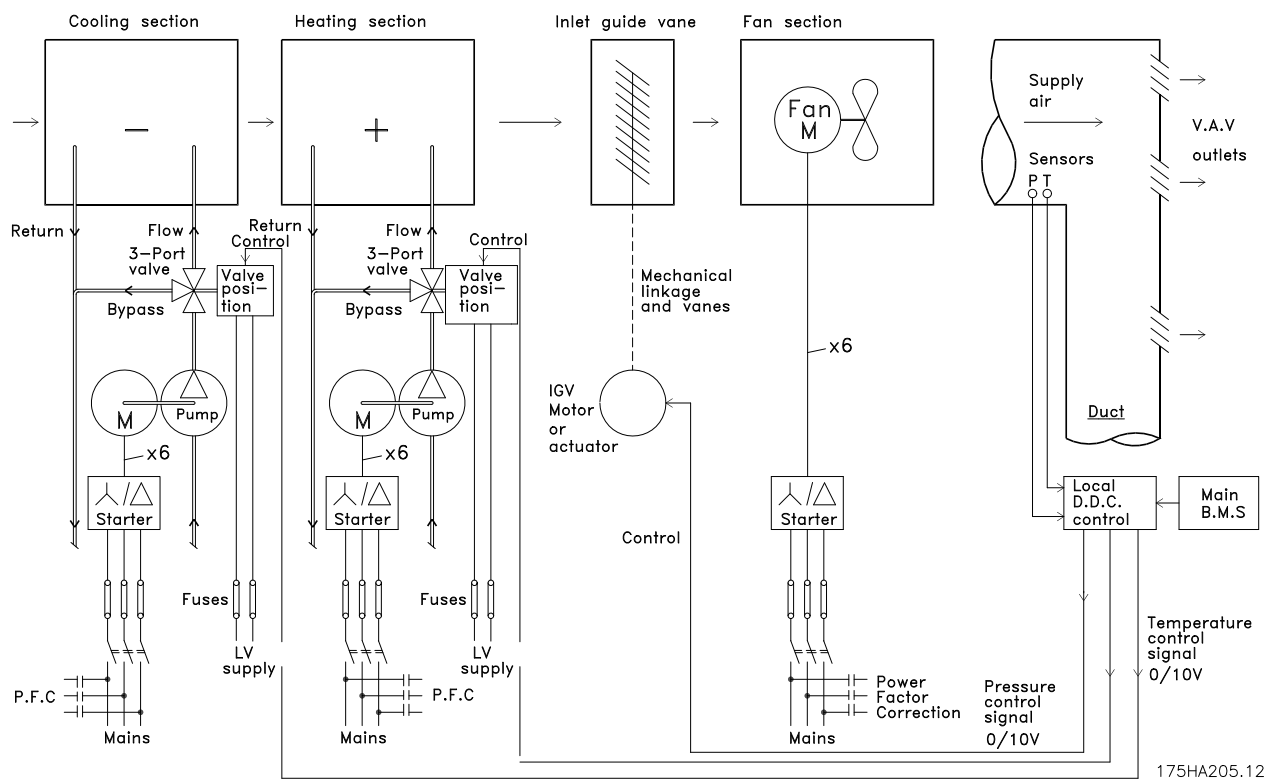 Cooling section
Heating section
Inlet guide vane
Fan section
Fan
M
Supply
air
Sensors
P T
V.A.V
outlets
Return
Flow
Return
Control
Flow
Control
3-Port
valve
Valve
posi-
tion
Bypass
3-Port
valve
Valve
posi-
tion
Bypass
Mechanical
linkage
and vanes
x6
M
Pump
M
Pump
IGV
Motor
or
actuator
Duct
x6
x6
Starter
Starter
Starter
Local
D.D.C.
control
Main
B.M.S
Control
Fuses
Fuses
LV
supply
LV
supply
Temperature
control
signal
0/10V
P.F.C
P.F.C
Power
Factor
Correction
Pressure
control
signal
0/10V
Mains
Mains
Mains
175HA205.12